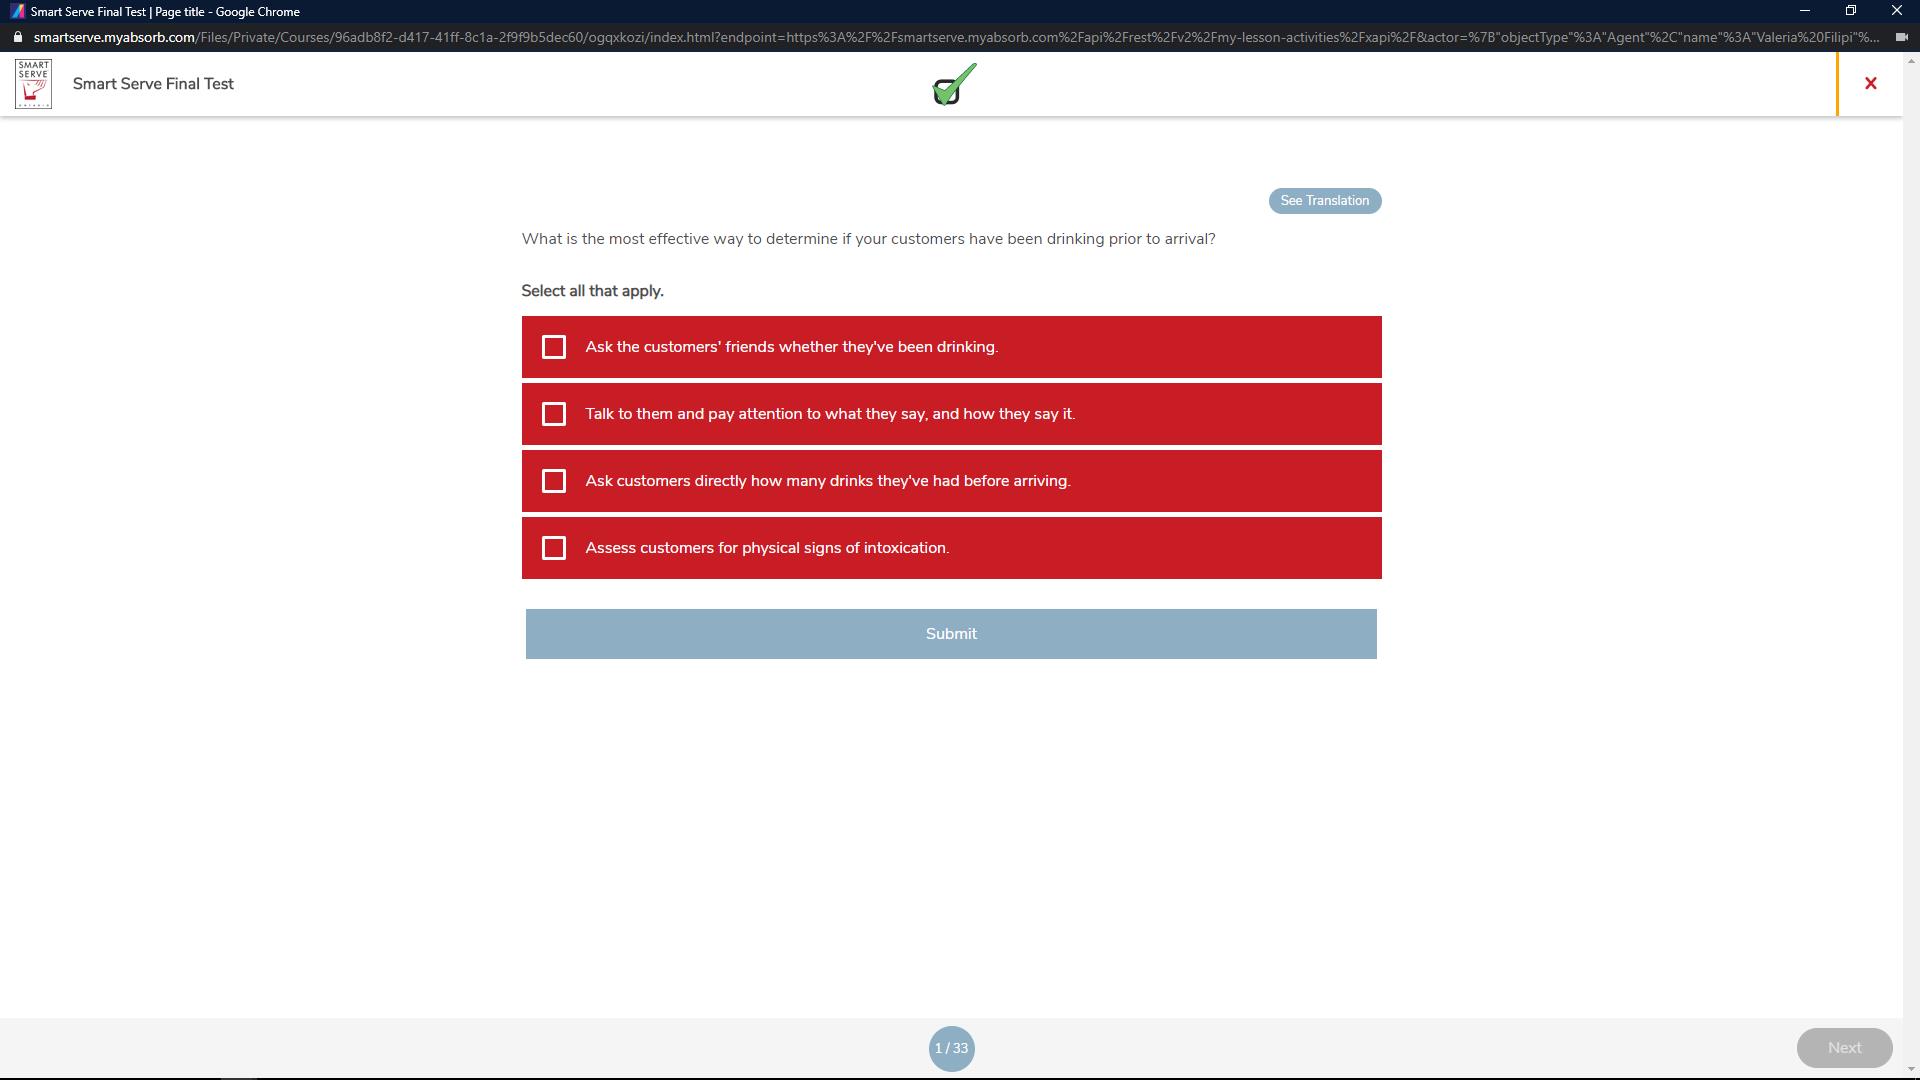 Smart Serve Final Test | Page title - Google Chrome
smartserve.myabsorb.com/Files/Private/Courses/96adb8f2-d417-41ff-8c1a-2f9f9b5dec60/ogqxkozi/index.html?endpoint=https%3A%2F%2Fsmartserve.myabsorb.com%2Fapi%2Frest%2Fv2%2Fmy-lesson-activities%2Fxapi%2F&actor=%7B"objectType"%3A"Agent"%2C"name"%3A"Valeria%20Filipi"%...
SMART
SERVE
ONTARIO
Smart Serve Final Test
See Translation
What is the most effective way to determine if your customers have been drinking prior to arrival?
Select all that apply.
Ask the customers' friends whether they've been drinking.
Talk to them and pay attention to what they say, and how they say it.
Ask customers directly how many drinks they've had before arriving.
Assess customers for physical signs of intoxication.
Submit
1 / 33
Next